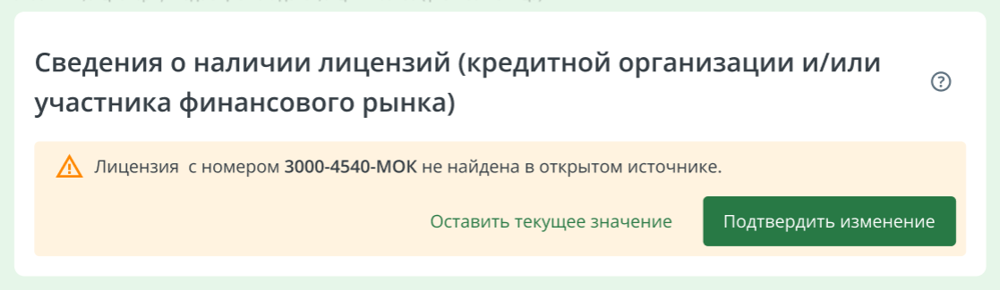 Сведения о наличии лицензий (кредитной организации и/или
участника финансового рынка)
Лицензия с номером 3000-4540-МОК не найдена в открытом источнике.
Оставить текущее значение
Подтвердить изменение